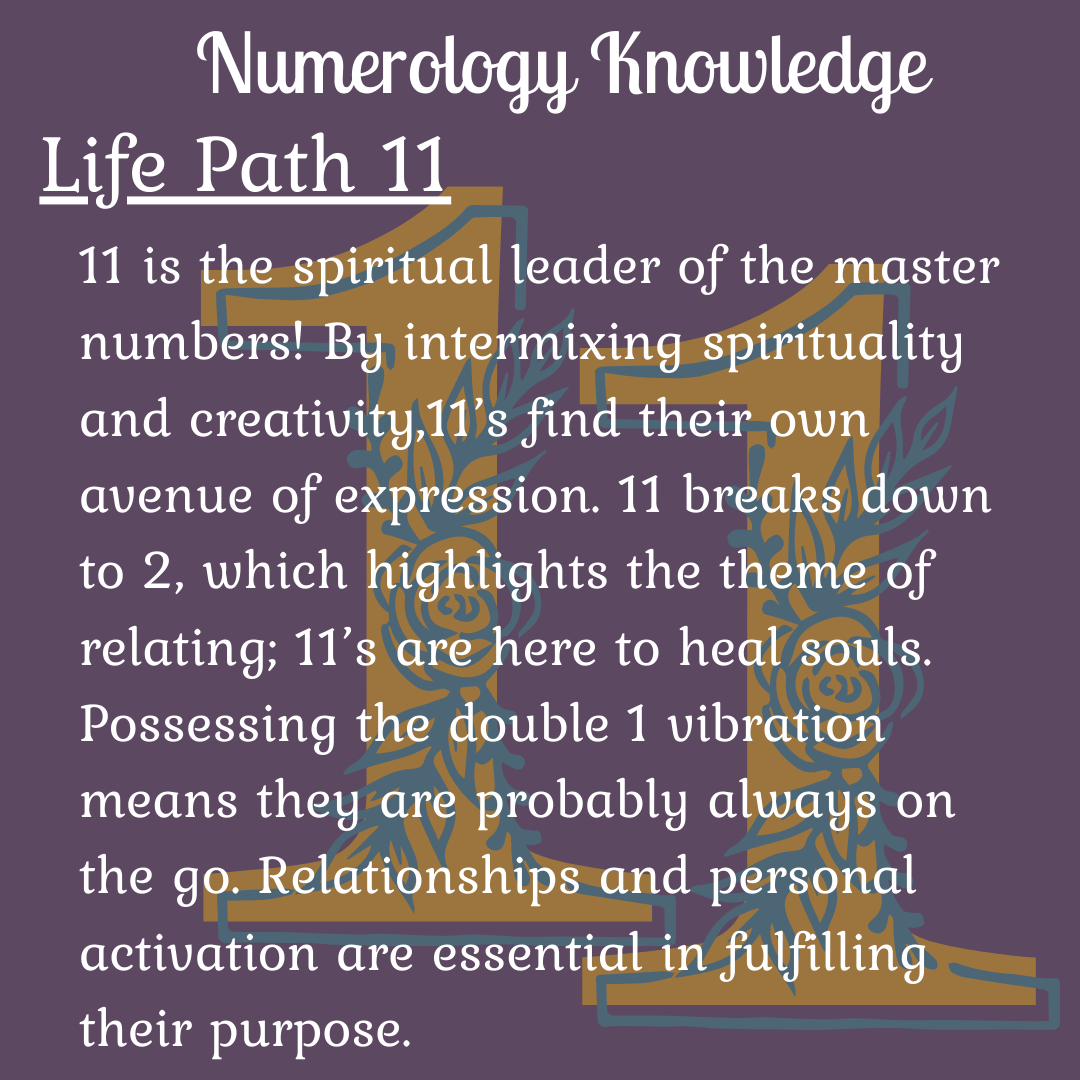 Numerology Knowledge
Life Path 11
11 is the spiritual leader of the master
numbers! By intermixing spirituality
and creativity,11’s find their own
avenue of expression. 11 breaks down
to 2, which highlights the theme of
relating; 11’s are here to heal souls.
Possessing the double 1 vibration
means they are probably always on
the go. Relationships and personal
activation are essential in fulfilling
their purpose.